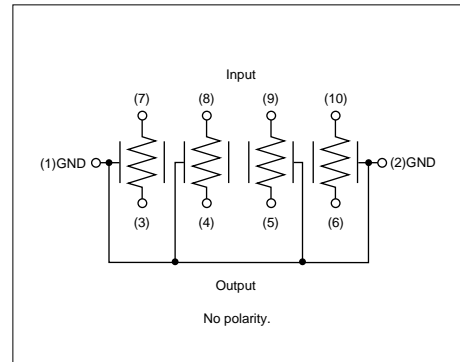 Input
(7) (8) (9) (10)
(1)GND (2)GND
(3) (4) (5) (6)
Output
No polarity.